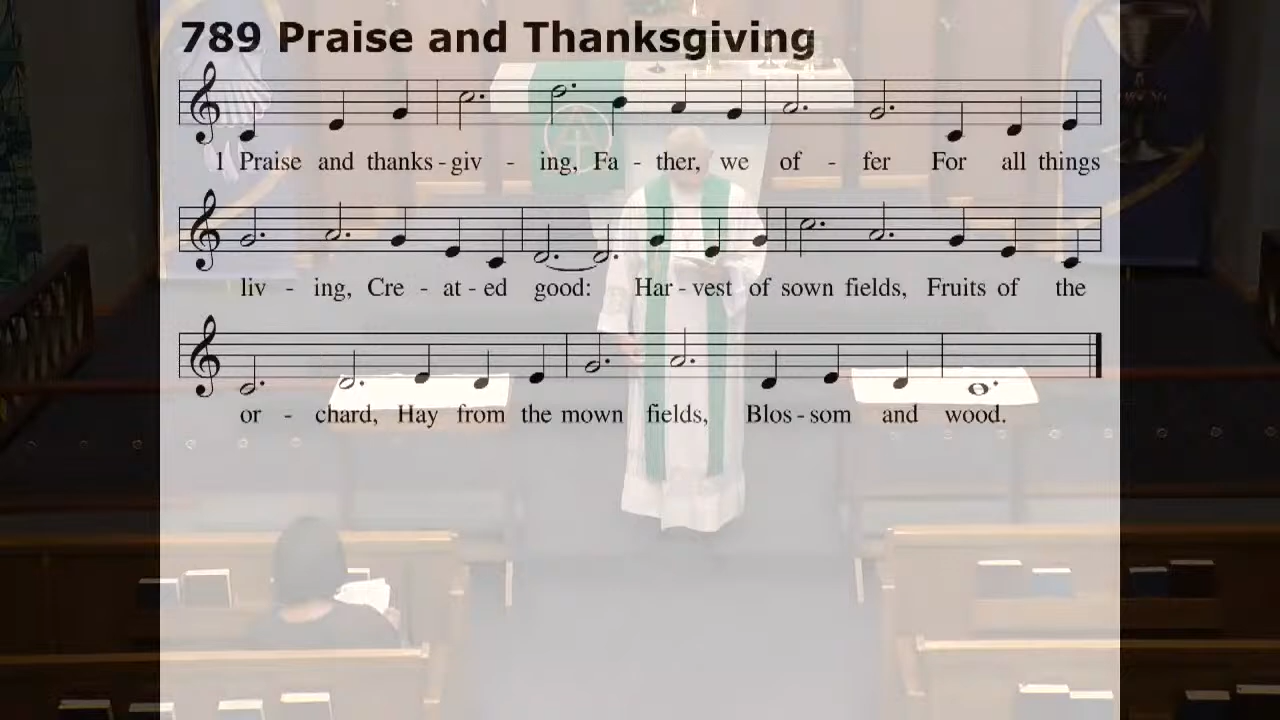 789 Praise and Thanksgiving
1 Praise and thanks - giv - ing, Fa - ther, we of - fer For all things
liv - ing, Cre - at - ed good: Har - vest of sown fields, Fruits of the
or - chard, Hay from the mown fields, Blos - som and wood.